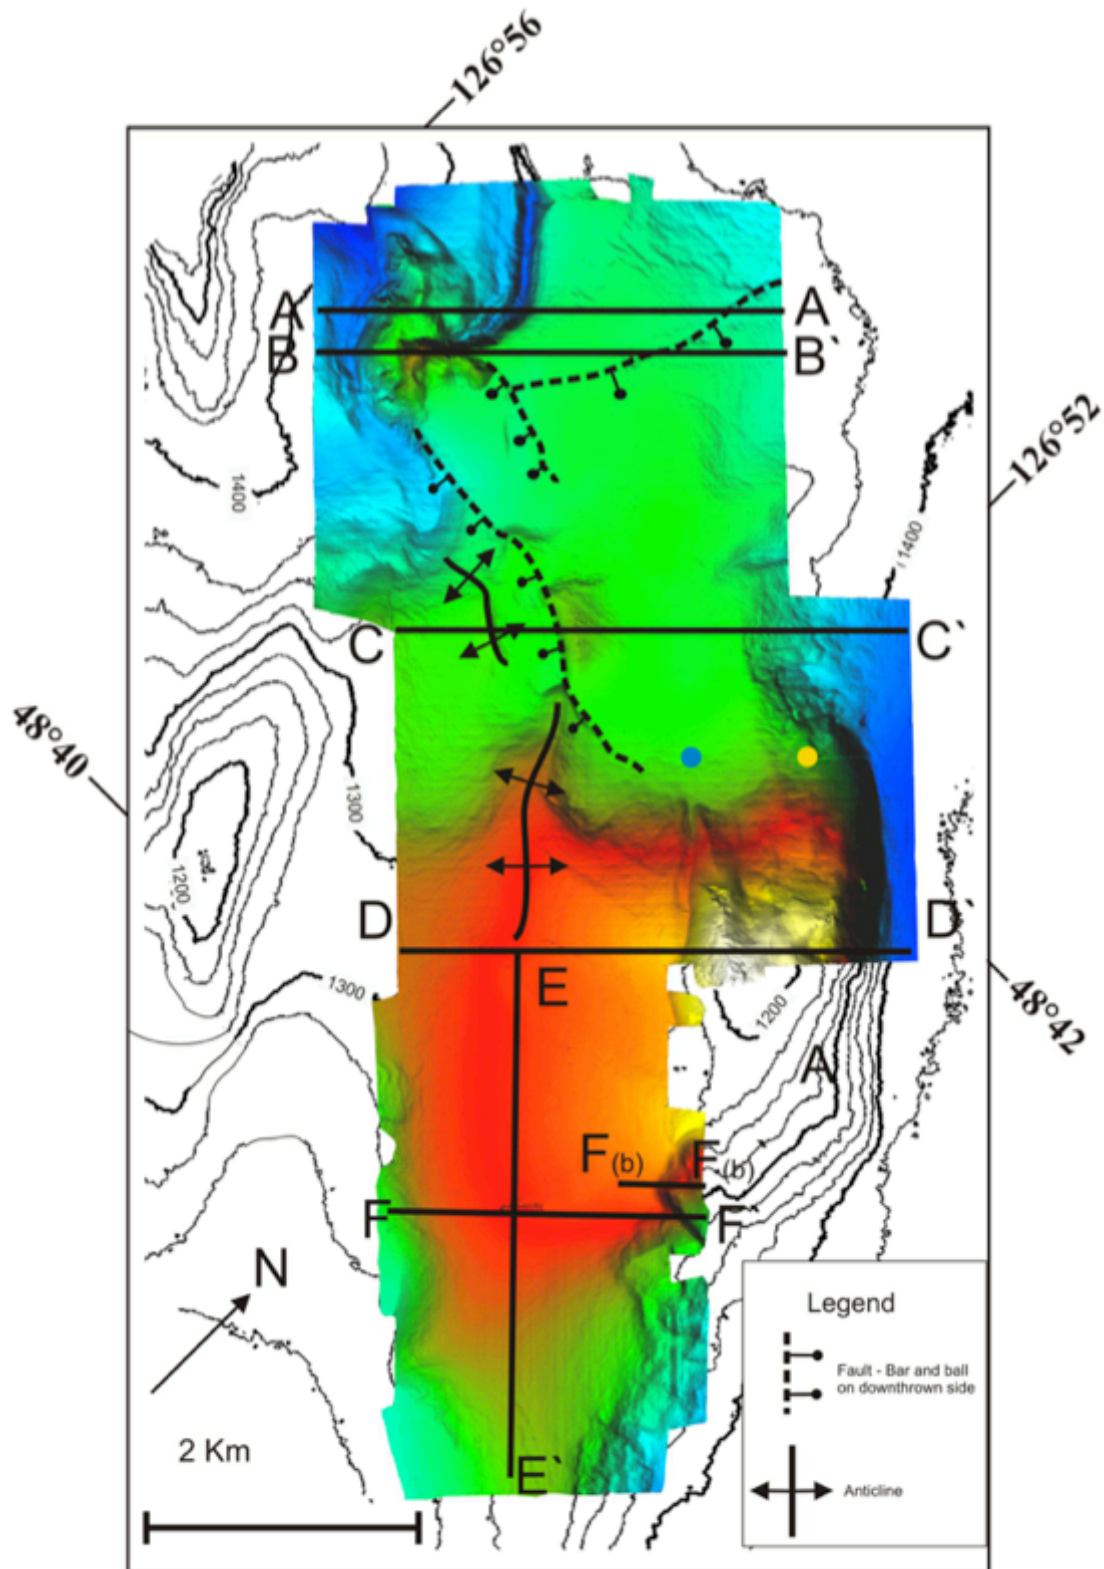 126°56
A A`
B B`
1400
126°52
1400
C C`
48°40
1300
1200
D D`
E
1300
1200
48°42
A
F(b) F(b)
F F
N
Legend
Fault - Bar and ball
on downthrown side
2 Km
E`
Anticline